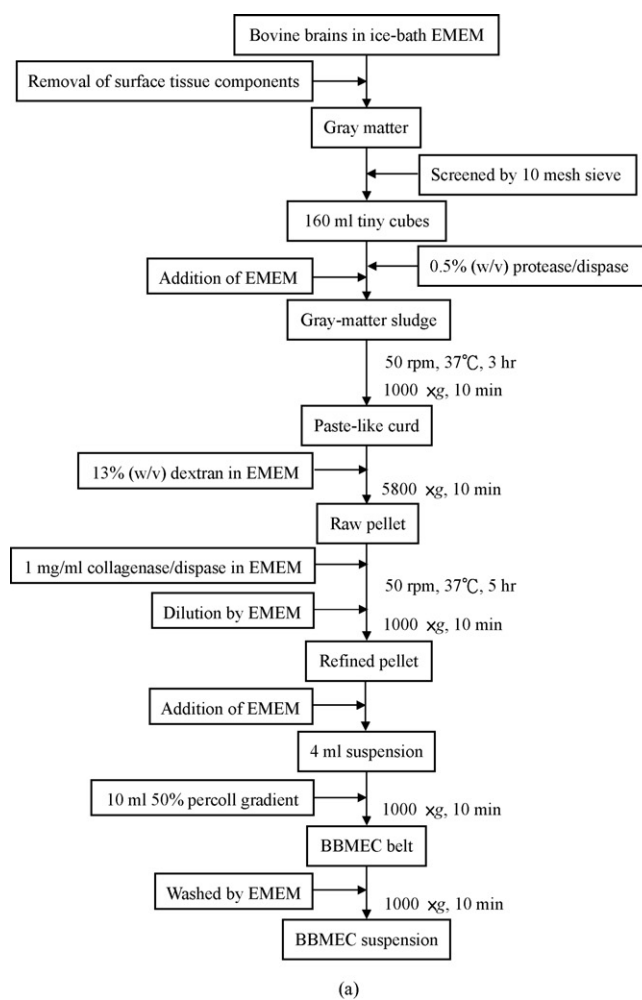 Bovine brains in ice-bath EMEM
Removal of surface tissue components
Gray matter
Screened by 10 mesh sieve
160 ml tiny cubes
0.5% (w/v) protease/dispase
Addition of EMEM
Gray-matter sludge
50 rpm, 37℃, 3 hr
1000 ×g, 10 min
Paste-like curd
13% (w/v) dextran in EMEM
5800 ×g, 10 min
Raw pellet
1 mg/ml collagenase/dispase in EMEM
50 rpm, 37℃, 5 hr
Dilution by EMEM
1000 ×g, 10 min
Refined pellet
Addition of EMEM
4 ml suspension
10 ml 50% percoll gradient
1000 ×g, 10 min
BBMEC belt
Washed by EMEM
1000 ×g, 10 min
BBMEC suspension
(a)